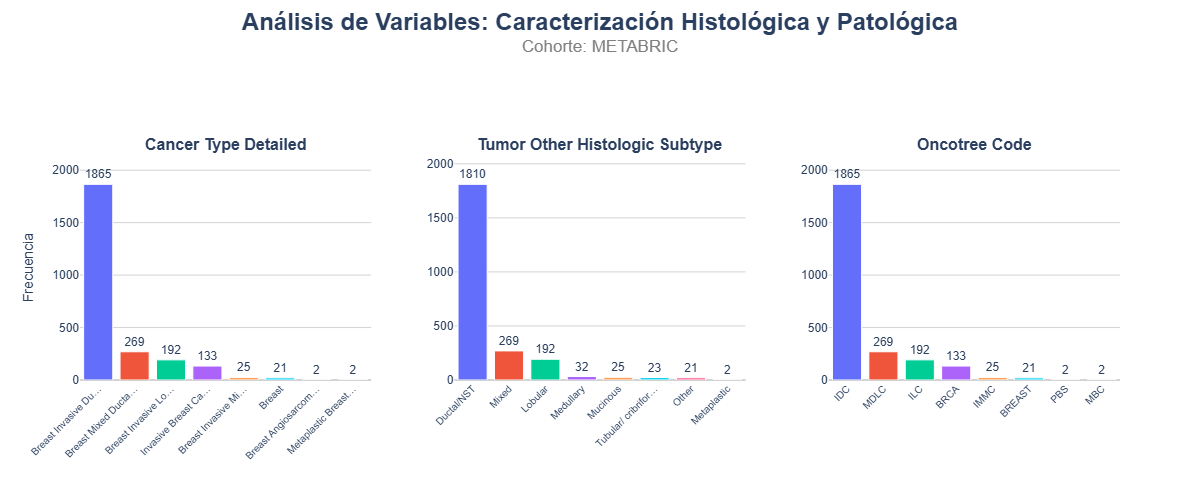 Análisis de Variables: Caracterización Histológica y Patológica
Cohorte: METABRIC
Cancer Type Detailed
Frecuencia
2000
1500
1000
500
0
1865
269
192
133
25
21
2
2
Breast Invasive Du…
Breast Mixed Ducta…
Breast Invasive Lo…
Invasive Breast Ca…
Breast Invasive Mi…
Breast
Breast Angiosarcom…
Metaplastic Breast…
Tumor Other Histologic Subtype
2000
1500
1000
500
0
1810
269
192
32
25
23
21
2
Ductal/NST
Mixed
Lobular
Medullary
Mucinous
Tubular/ cribrifor…
Other
Metaplastic
Oncotree Code
2000
1500
1000
500
0
1865
269
192
133
25
21
2
2
IDC
MDLC
ILC
BRCA
IMMC
BREAST
PBS
MBC